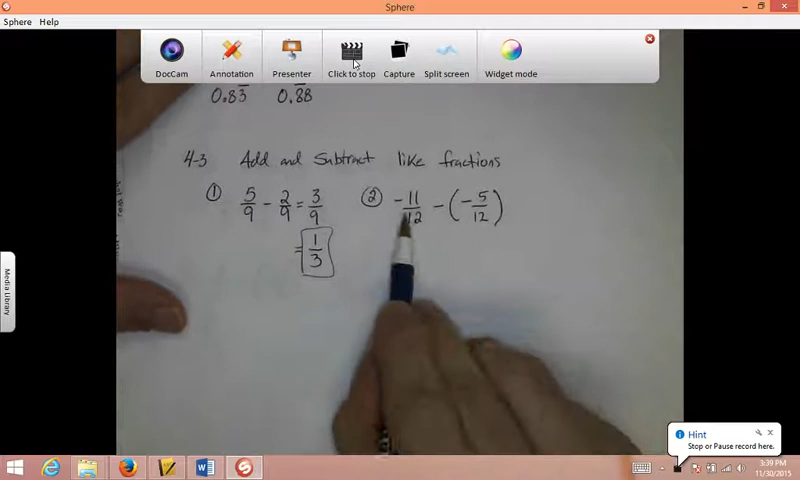 Sphere
Sphere Help
DocCam Annotation Presenter Click to stop Capture Split screen Widget mode
0.83̅ 0.8̅8
4-3 Add and Subtract like fractions
① 5/9 - 2/9 = 3/9 ② -11/12 - (-5/12)
= 1/3
Media Library
Hint
Stop or Pause record here.
3:39 PM
11/30/2015